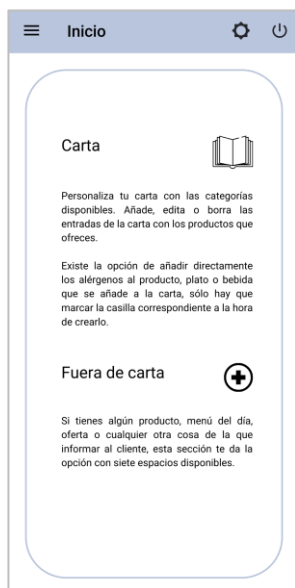 Inicio
Carta
Personaliza tu carta con las categorías
disponibles. Añade, edita o borra las
entradas de la carta con los productos que
ofreces.
Existe la opción de añadir directamente
los alérgenos al producto, plato o bebida
que se añade a la carta, sólo hay que
marcar la casilla correspondiente a la hora
de crearlo.
Fuera de carta
Si tienes algún producto, menú del día,
oferta o cualquier otra cosa de la que
informar al cliente, esta sección te da la
opción con siete espacios disponibles.